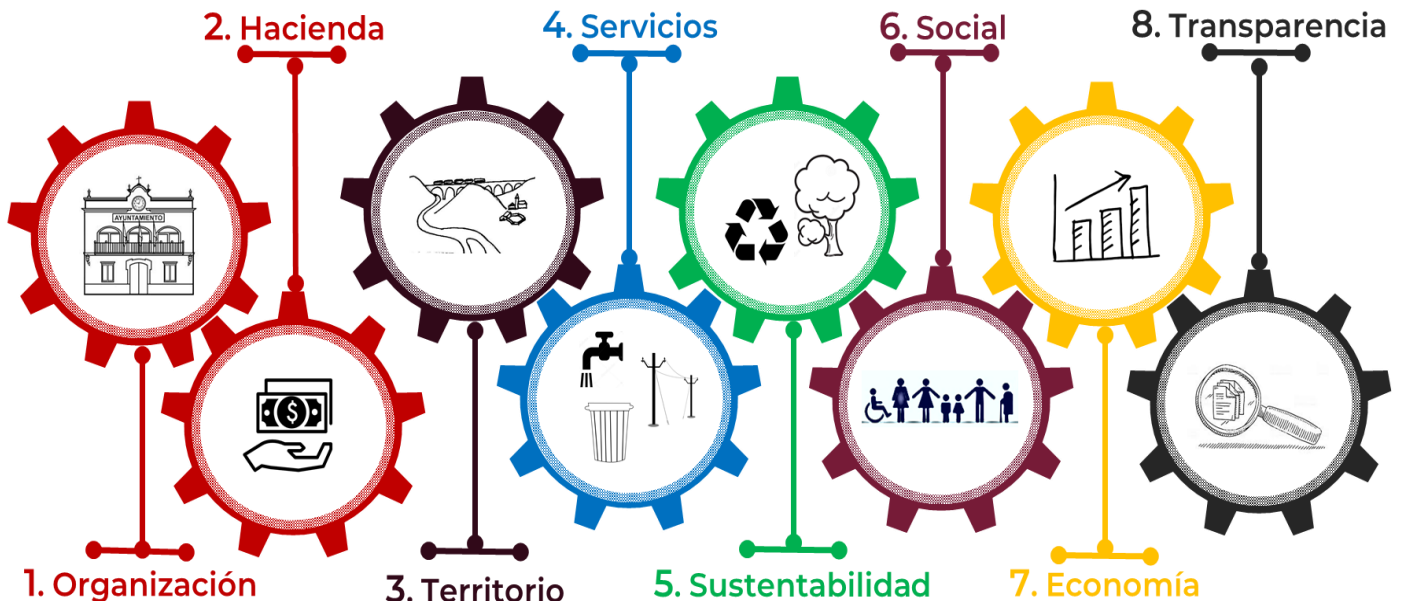 2. Hacienda
4. Servicios
6. Social
8. Transparencia
AYUNTAMIENTO
$
1. Organización
3. Territorio
5. Sustentabilidad
7. Economía